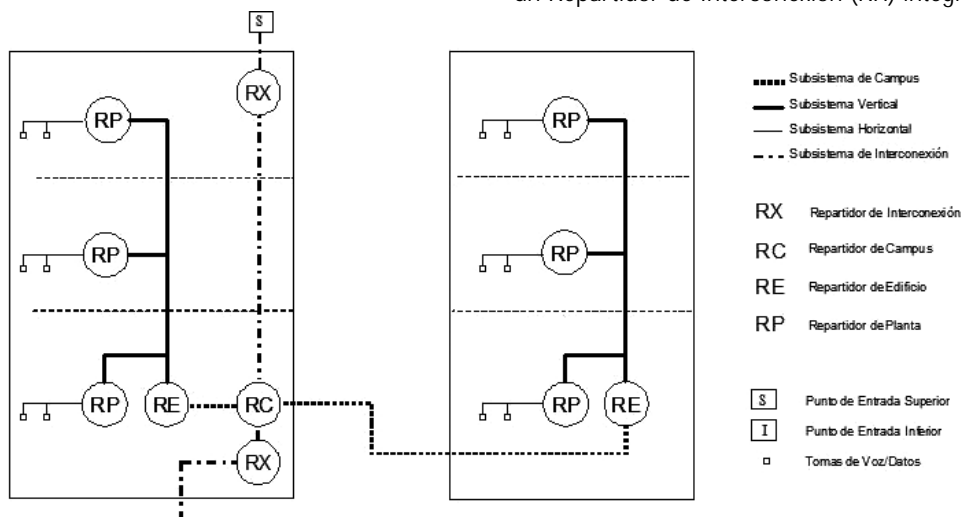 un Repartidor de Interconexión (RX) integr
S
RX
RP
RP
RP
RE
RC
RX
RP
RP
RP
RE
Subsistema de Campus
Subsistema Vertical
Subsistema Horizontal
Subsistema de Interconexión
RX Repartidor de Interconexión
RC Repartidor de Campus
RE Repartidor de Edificio
RP Repartidor de Planta
S Punto de Entrada Superior
I Punto de Entrada Inferior
Tomas de Voz/Datos